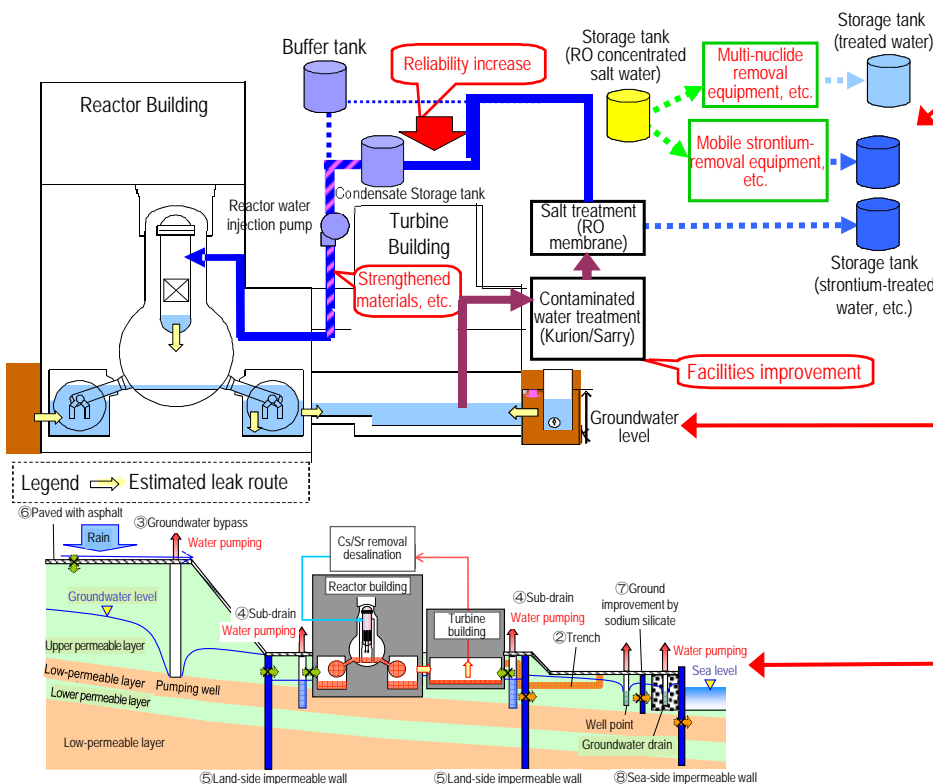 Storage tank
(treated water)
Storage tank
(RO concentrated
salt water)
Buffer tank
Reliability increase
Multi-nuclide
removal
equipment, etc.
Reactor Building
Mobile strontium-
removal equipment,
etc.
Condensate Storage tank
Reactor water
injection pump
Turbine
Building
Salt treatment
(RO
membrane)
Storage tank
(strontium-treated
water, etc.)
Strengthened
materials, etc.
Contaminated
water treatment
(Kurion/Sarry)
Facilities improvement
Groundwater
level
Legend
Estimated leak route
⑥Paved with asphalt
③Groundwater bypass
Rain
Water pumping
Cs/Sr removal
desalination
Reactor building
Groundwater level
④Sub-drain
Water pumping
④Sub-drain
Water pumping
⑦Ground
improvement by
sodium silicate
Turbine
building
②Trench
Water pumping
Upper permeable layer
Sea level
Low-permeable layer
Pumping well
Lower permeable layer
Well point
Groundwater drain
Low-permeable layer
⑤Land-side impermeable wall
⑤Land-side impermeable wall
⑧Sea-side impermeable wall